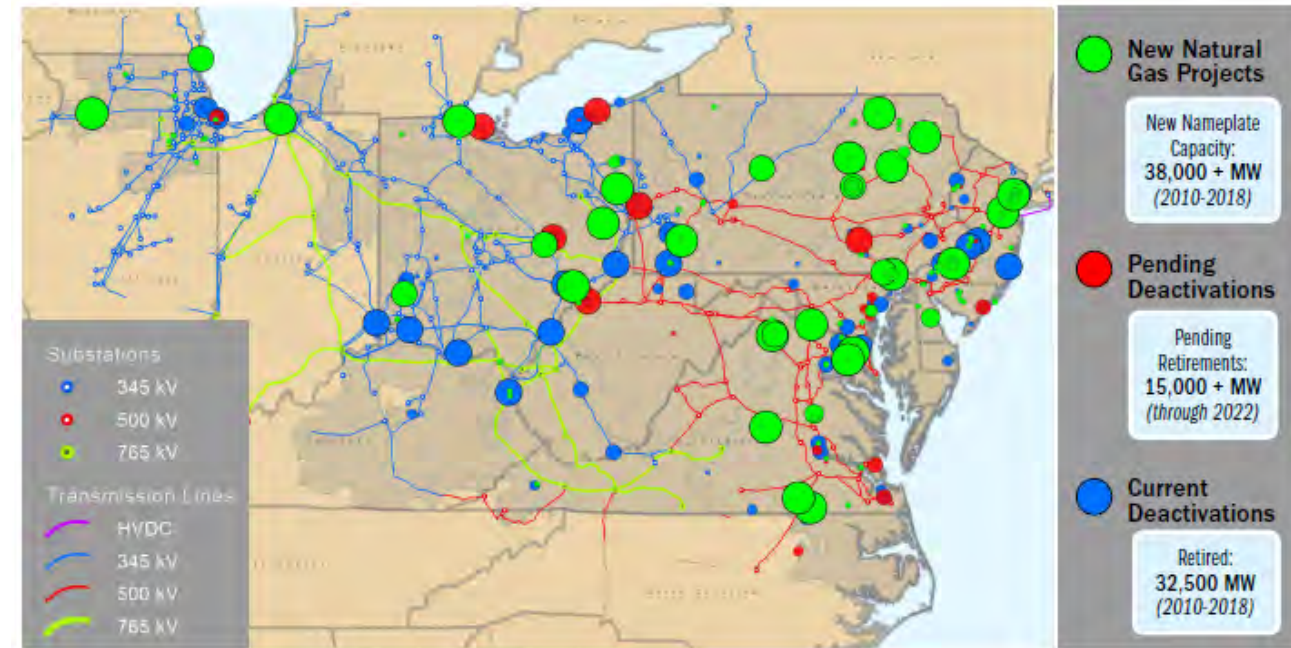 New Natural
Gas Projects
New Nameplate
Capacity:
38,000 + MW
(2010-2018)
Pending
Deactivations
Pending
Retirements:
15,000 + MW
(through 2022)
Current
Deactivations
Retired:
32,500 MW
(2010-2018)
Substations
345 kV
500 kV
765 kV
Transmission Lines
HVDC
345 kV
500 kV
765 kV